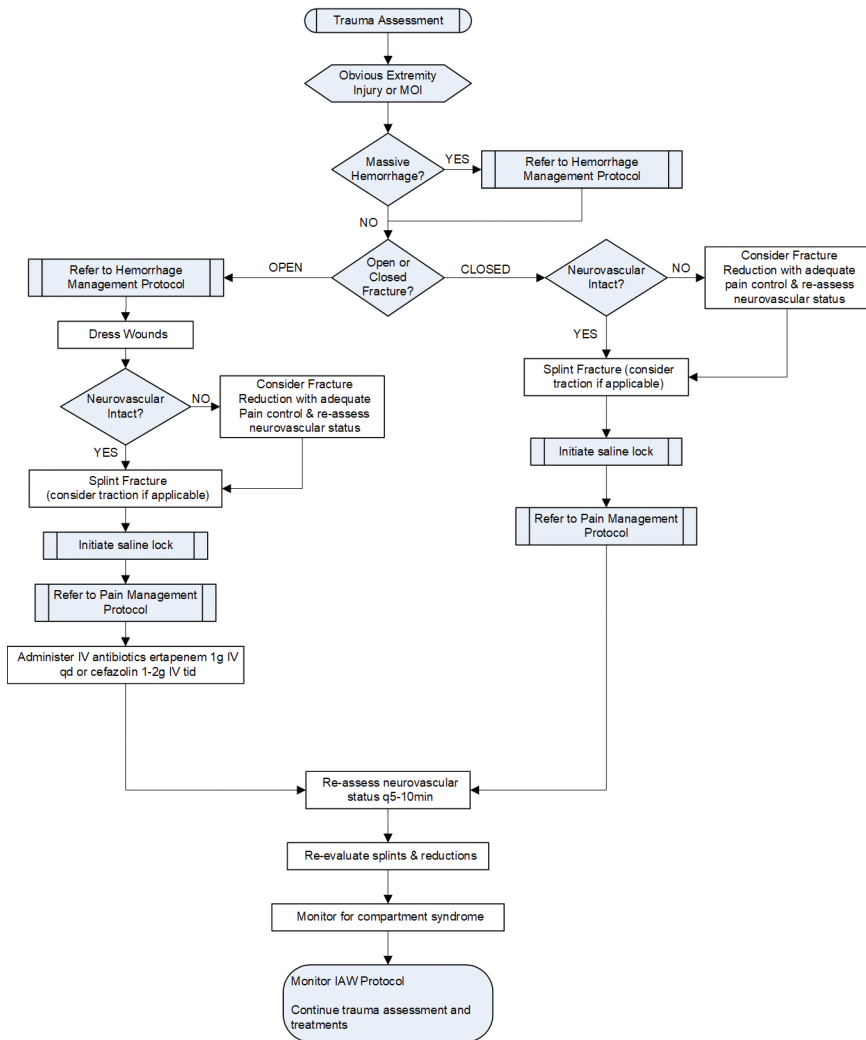 Trauma Assessment
Obvious Extremity
Injury or MOI
Massive
Hemorrhage?
YES
Refer to Hemorrhage
Management Protocol
NO
Open or
Closed
Fracture?
OPEN
CLOSED
Refer to Hemorrhage
Management Protocol
Dress Wounds
Neurovascular
Intact?
NO
Consider Fracture
Reduction with adequate
Pain control & re-assess
neurovascular status
YES
Splint Fracture
(consider traction if applicable)
Initiate saline lock
Refer to Pain Management
Protocol
Administer IV antibiotics ertapenem 1g IV
qd or cefazolin 1-2g IV tid
Neurovascular
Intact?
NO
Consider Fracture
Reduction with adequate
pain control & re-assess
neurovascular status
YES
Splint Fracture (consider
traction if applicable)
Initiate saline lock
Refer to Pain Management
Protocol
Re-assess neurovascular
status q5-10min
Re-evaluate splints & reductions
Monitor for compartment syndrome
Monitor IAW Protocol
Continue trauma assessment and
treatments